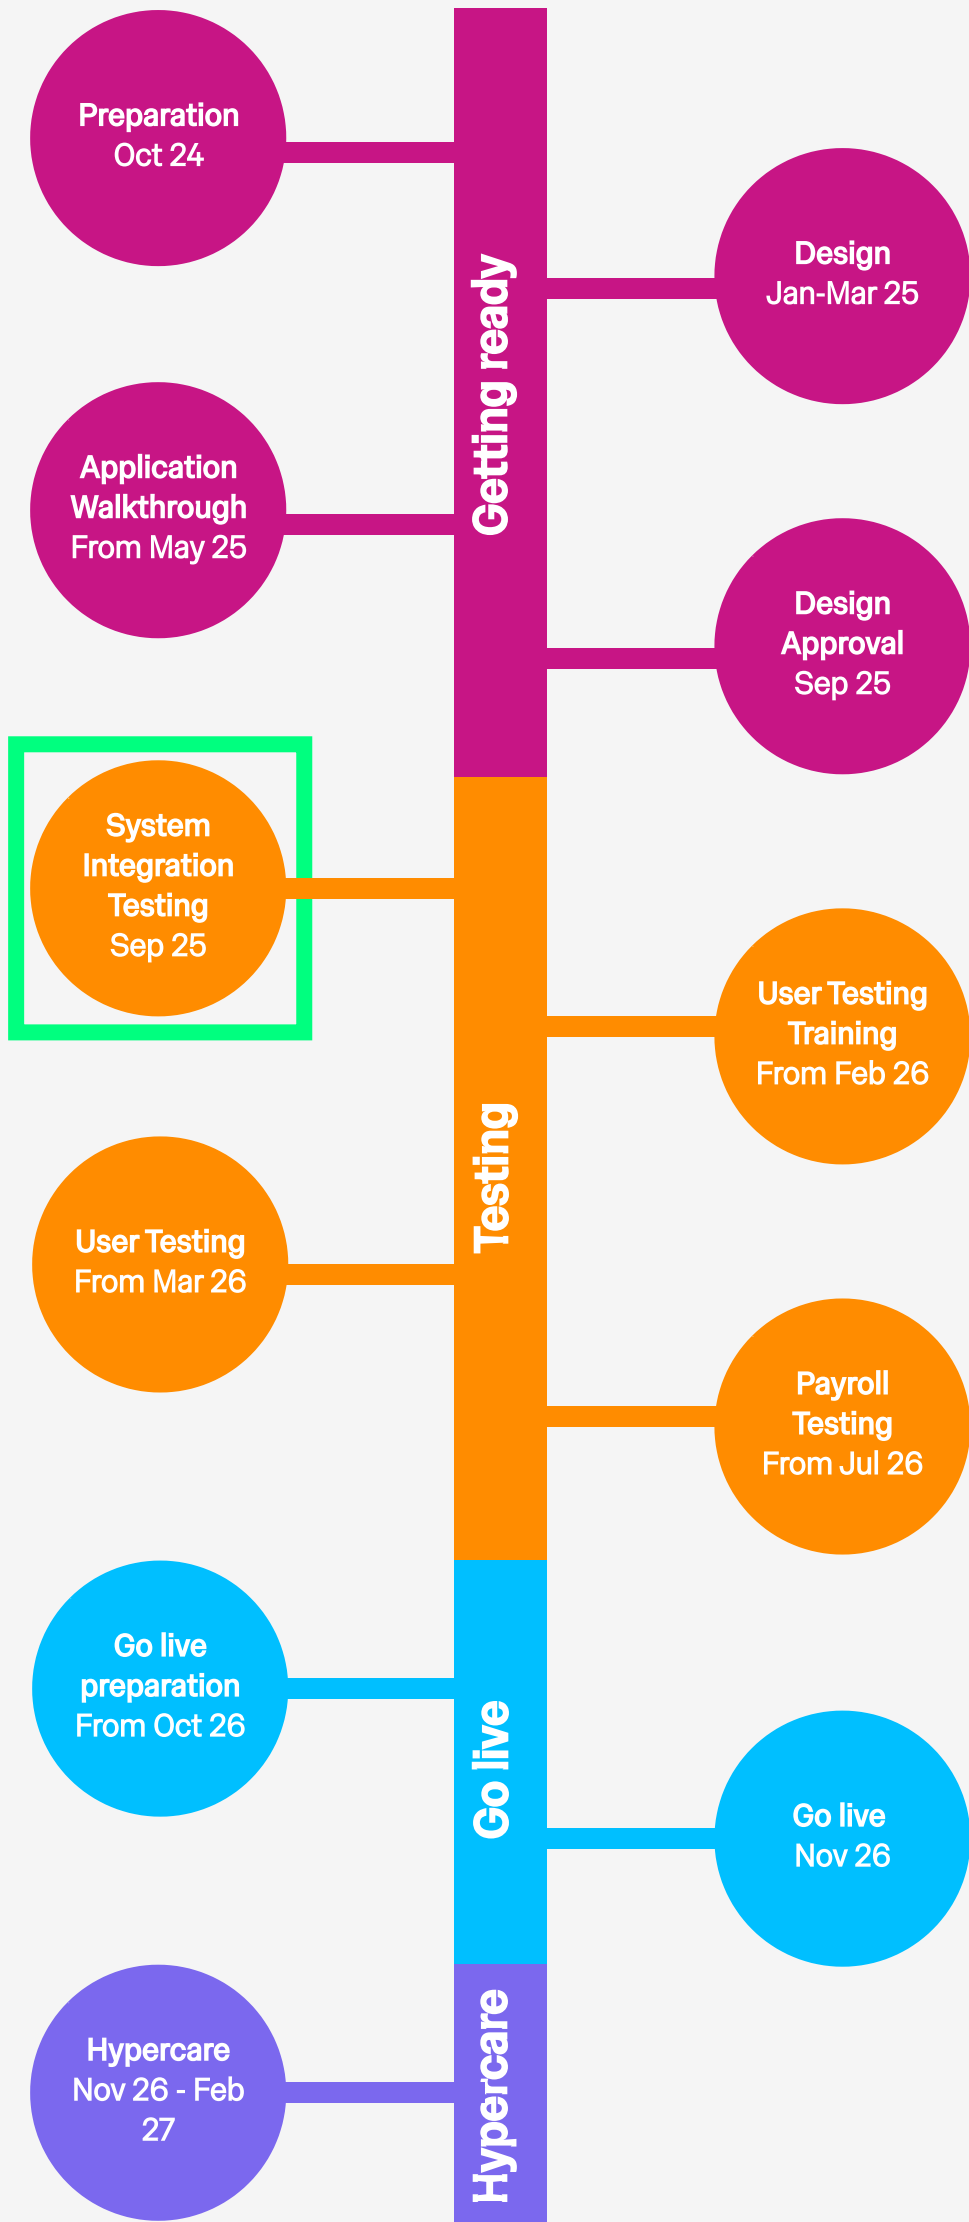 Preparation
Oct 24
Getting ready
Design
Jan-Mar 25
Application
Walkthrough
From May 25
Design
Approval
Sep 25
System
Integration
Testing
Sep 25
Testing
User Testing
Training
From Feb 26
User Testing
From Mar 26
Payroll
Testing
From Jul 26
Go live
preparation
From Oct 26
Go live
Go live
Nov 26
Hypercare
Nov 26 - Feb
27
Hypercare